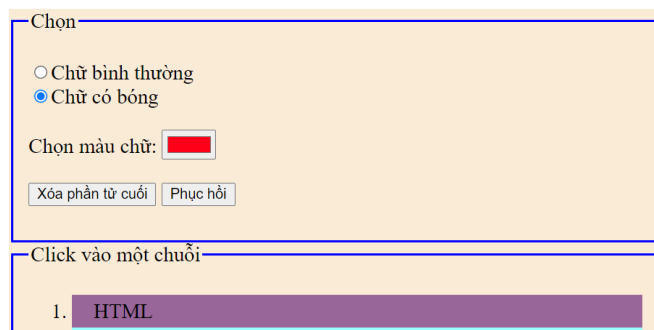 Chọn
Chữ bình thường
Chữ có bóng
Chọn màu chữ:
Xóa phần tử cuối Phục hồi
Click vào một chuỗi
1. HTML